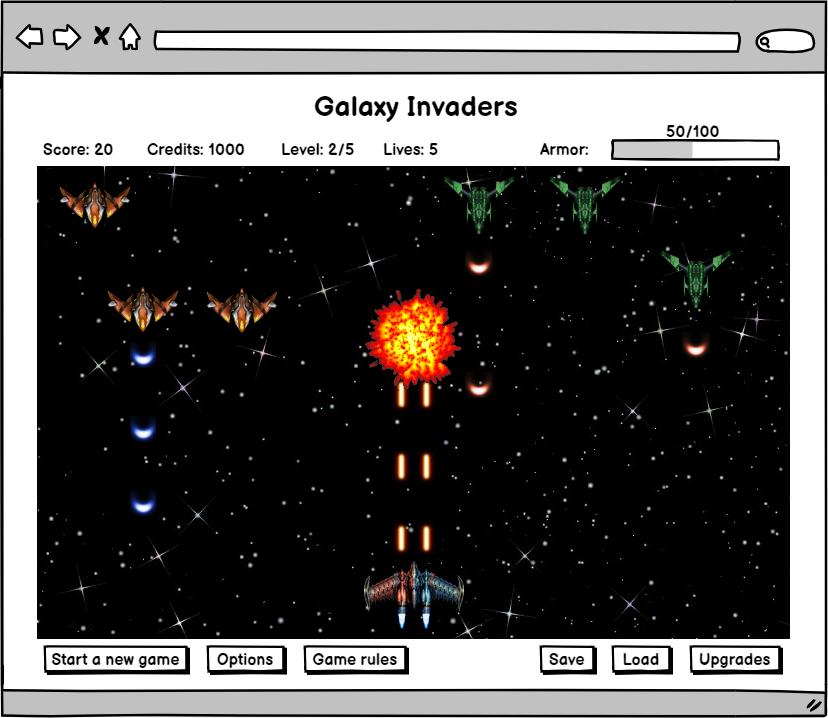 Galaxy Invaders
50/100
Score: 20 Credits: 1000 Level: 2/5 Lives: 5 Armor:
Start a new game Options Game rules Save Load Upgrades